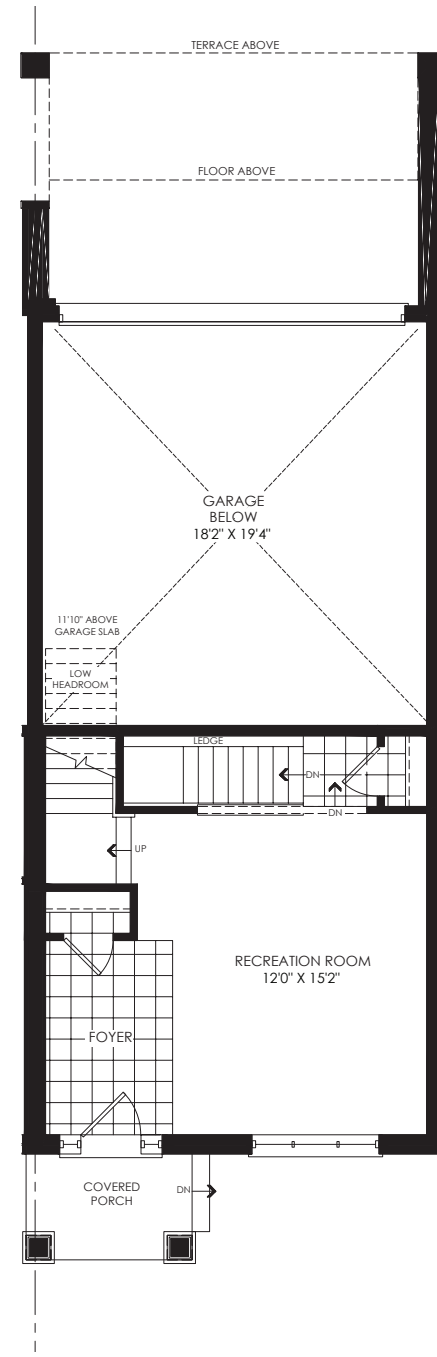 TERRACE ABOVE
FLOOR ABOVE
GARAGE
BELOW
18'2" X 19'4"
11'10" ABOVE
GARAGE SLAB
LOW
HEADROOM
LEDGE
DN
DN
UP
RECREATION ROOM
12'0" X 15'2"
FOYER
COVERED
PORCH
DN